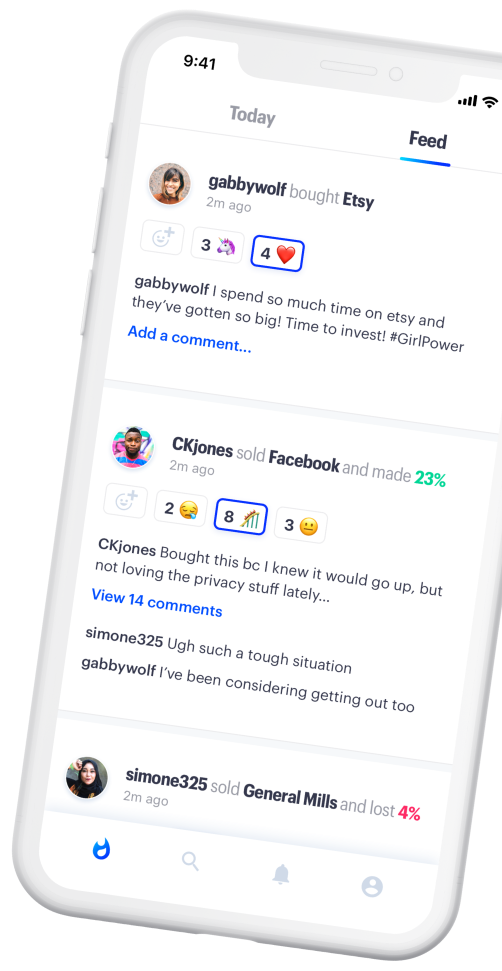 9:41
Today
Feed
gabbywolf bought Etsy
2m ago
3 🦄
4 ❤️
gabbywolf I spend so much time on etsy and
they've gotten so big! Time to invest! #GirlPower
Add a comment...
CKjones sold Facebook and made 23%
2m ago
2 😪
8 🎢
3 😐
CKjones Bought this bc I knew it would go up, but
not loving the privacy stuff lately...
View 14 comments
simone325 Ugh such a tough situation
gabbywolf I've been considering getting out too
simone325 sold General Mills and lost 4%
2m ago